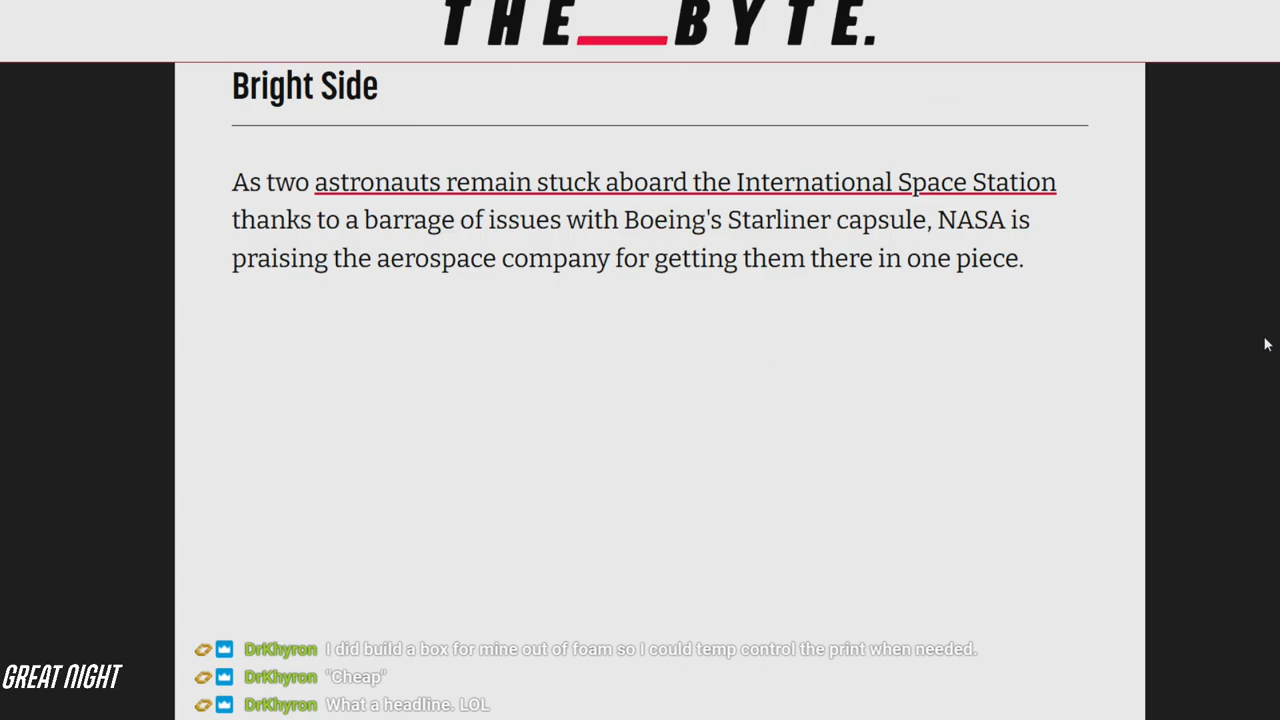 THE__BYTE.
Bright Side
As two astronauts remain stuck aboard the International Space Station
thanks to a barrage of issues with Boeing's Starliner capsule, NASA is
praising the aerospace company for getting them there in one piece.
DrKhyron I did build a box for mine out of foam so I could temp control the print when needed.
DrKhyron "Cheap"
DrKhyron What a headline. LOL
GREAT NIGHT